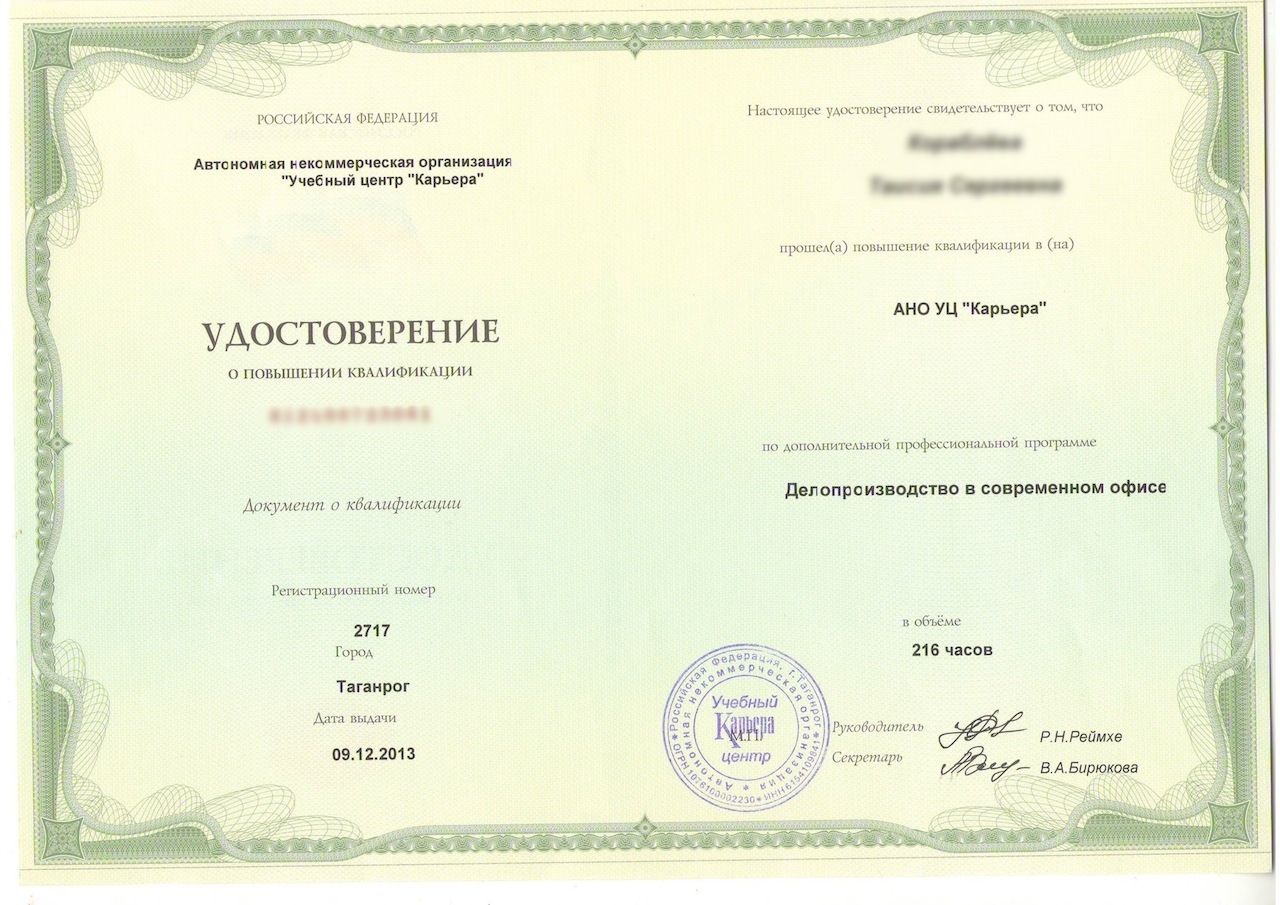 РОССИЙСКАЯ ФЕДЕРАЦИЯ
Автономная некоммерческая организация
"Учебный центр "Карьера"
УДОСТОВЕРЕНИЕ
О ПОВЫШЕНИИ КВАЛИФИКАЦИИ
Документ о квалификации
Регистрационный номер
2717
Город
Таганрог
Дата выдачи
09.12.2013
Настоящее удостоверение свидетельствует о том, что
прошел(а) повышение квалификации в (на)
АНО УЦ "Карьера"
по дополнительной профессиональной программе
Делопроизводство в современном офисе
в объёме
216 часов
Российская Федерация, г.Таганрог
Автономная некоммерческая организация
ОГРН 1076100002230 * ИНН 6154109841
Учебный
Карьера
центр
М.П.
Руководитель
Р.Н.Реймхе
Секретарь
В.А.Бирюкова